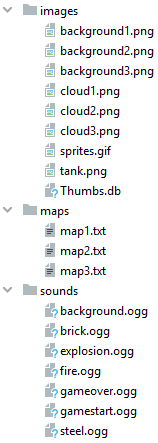 images
background1.png
background2.png
background3.png
cloud1.png
cloud2.png
cloud3.png
sprites.gif
tank.png
Thumbs.db
maps
map1.txt
map2.txt
map3.txt
sounds
background.ogg
brick.ogg
explosion.ogg
fire.ogg
gameover.ogg
gamestart.ogg
steel.ogg